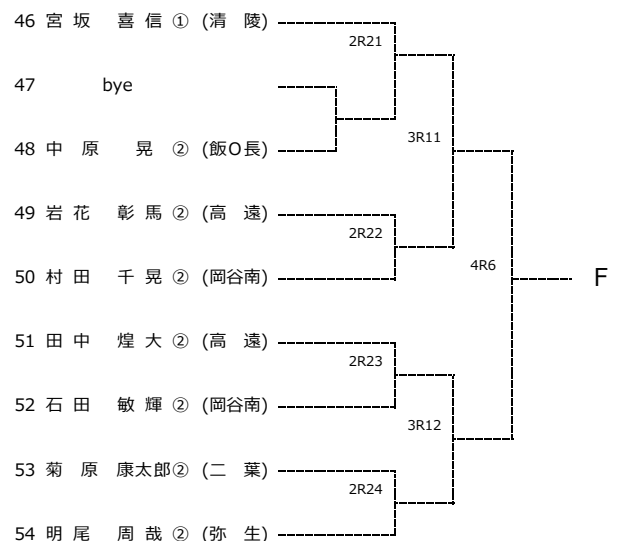 46 宮 坂 喜 信 ① (清 陵)
2R21
47 bye
3R11
48 中 原 晃 ② (飯O長)
49 岩 花 彰 馬 ② (高 遠)
2R22
4R6
50 村 田 千 晃 ② (岡谷南)
F
51 田 中 煌 大 ② (高 遠)
2R23
52 石 田 敏 輝 ② (岡谷南)
3R12
53 菊 原 康太郎② (二 葉)
2R24
54 明 尾 周 哉 ② (弥 生)